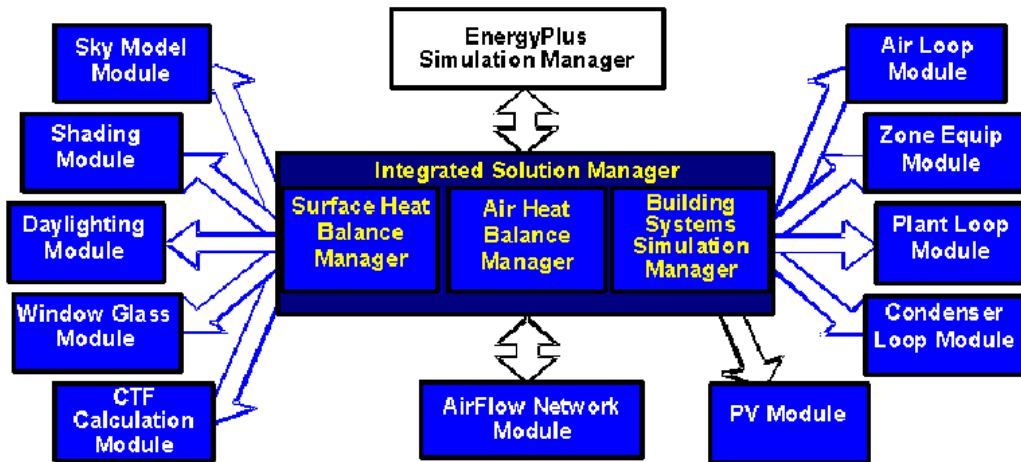 EnergyPlus
Simulation Manager
Sky Model
Module
Shading
Module
Daylighting
Module
Window Glass
Module
CTF
Calculation
Module
Integrated Solution Manager
Surface Heat
Balance
Manager
Air Heat
Balance
Manager
Building
Systems
Simulation
Manager
Air Loop
Module
Zone Equip
Module
Plant Loop
Module
Condenser
Loop Module
AirFlow Network
Module
PV Module